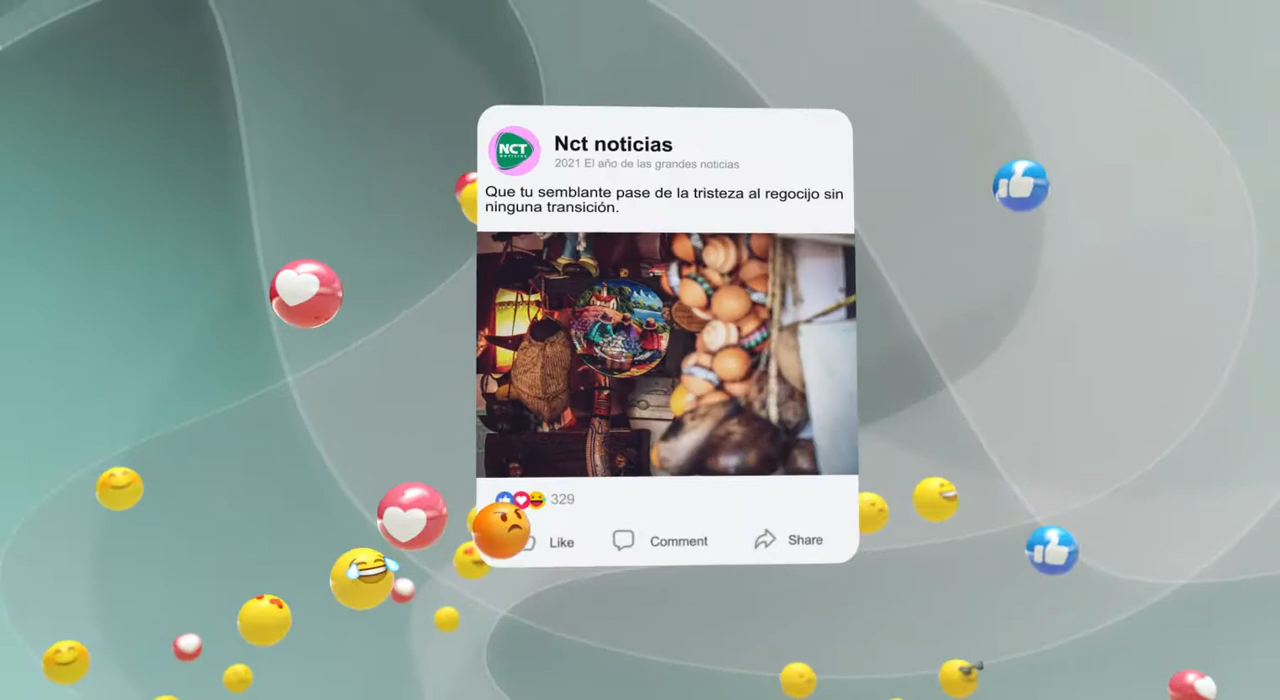 NCT
NOTICIAS
Nct noticias
2021 El año de las grandes noticias
Que tu semblante pase de la tristeza al regocijo sin
ninguna transición.
329
Like
Comment
Share